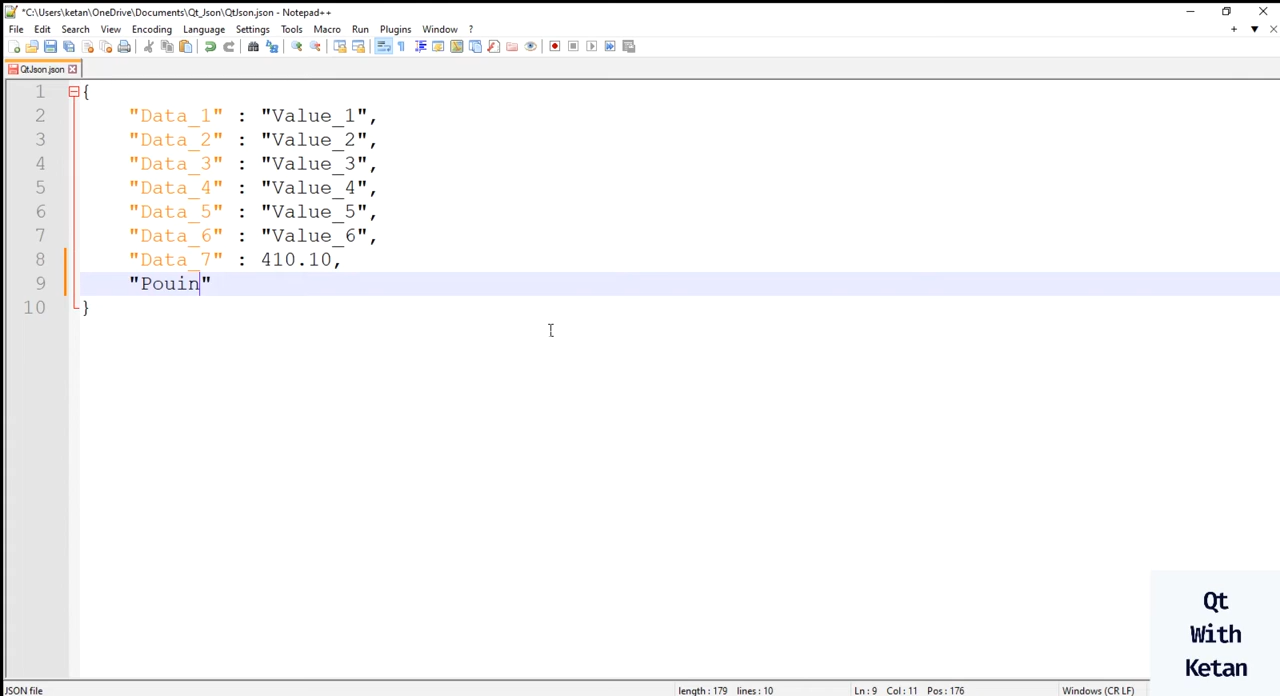 *C:\Users\ketan\OneDrive\Documents\Qt_Json\QtJson.json - Notepad++
File Edit Search View Encoding Language Settings Tools Macro Run Plugins Window ?
QtJson.json
1 {
2 "Data_1" : "Value_1",
3 "Data_2" : "Value_2",
4 "Data_3" : "Value_3",
5 "Data_4" : "Value_4",
6 "Data_5" : "Value_5",
7 "Data_6" : "Value_6",
8 "Data_7" : 410.10,
9 "Pouin"
10 }
Qt
With
Ketan
JSON file length : 179 lines : 10 Ln : 9 Col : 11 Pos : 176 Windows (CR LF)